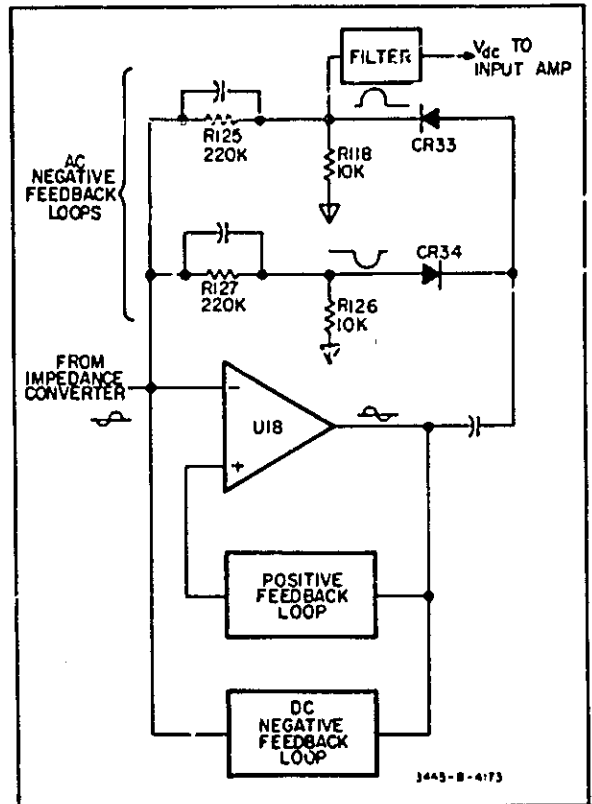 FILTER
Vdc TO
INPUT AMP
R125
220K
R118
10K
CR33
AC
NEGATIVE
FEEDBACK
LOOPS
R127
220K
R126
10K
CR34
FROM
IMPEDANCE
CONVERTER
−
U18
+
POSITIVE
FEEDBACK
LOOP
DC
NEGATIVE
FEEDBACK
LOOP
3445-B-4173